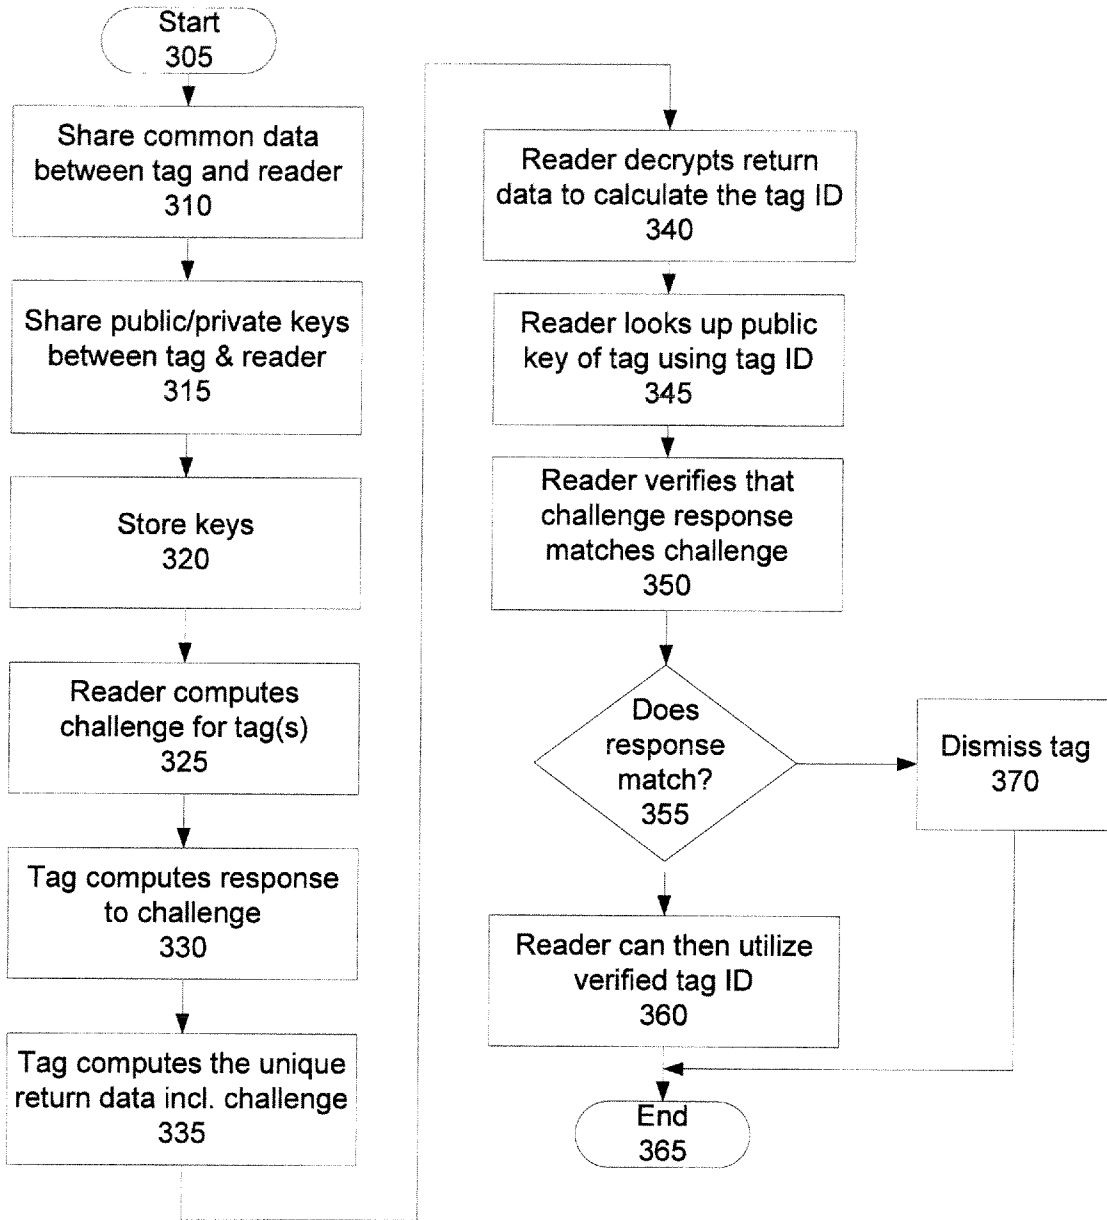 Start
305
Share common data
between tag and reader
310
Share public/private keys
between tag & reader
315
Store keys
320
Reader computes
challenge for tag(s)
325
Tag computes response
to challenge
330
Tag computes the unique
return data incl. challenge
335
Reader decrypts return
data to calculate the tag ID
340
Reader looks up public
key of tag using tag ID
345
Reader verifies that
challenge response
matches challenge
350
Does
response
match?
355
Dismiss tag
370
Reader can then utilize
verified tag ID
360
End
365